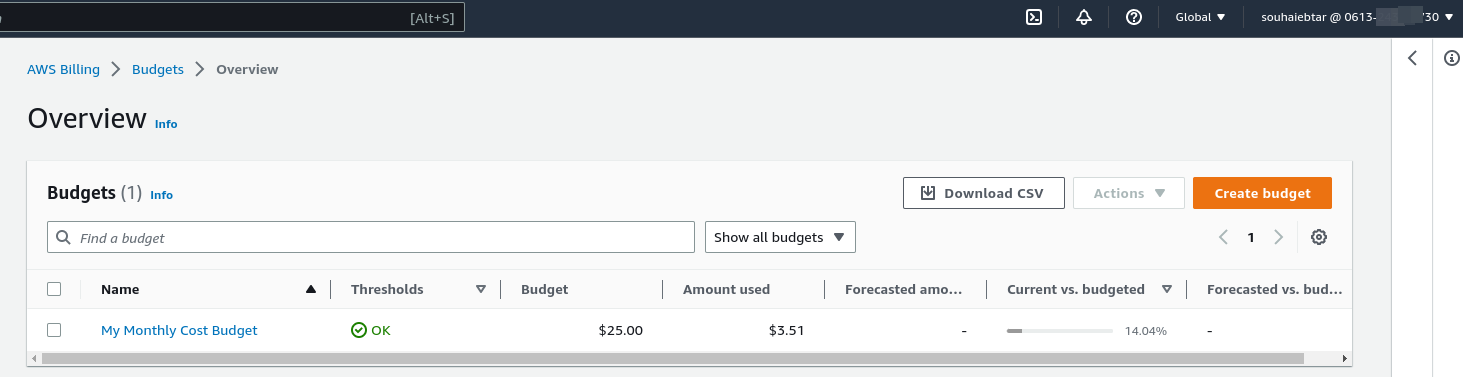 [Alt+S] Global souhaiebtar @ 0613- 730
AWS Billing Budgets Overview
Overview Info
Budgets (1) Info Download CSV Actions Create budget
Find a budget Show all budgets 1
Name Thresholds Budget Amount used Forecasted amo... Current vs. budgeted Forecasted vs. bud...
My Monthly Cost Budget OK $25.00 $3.51 - 14.04% -